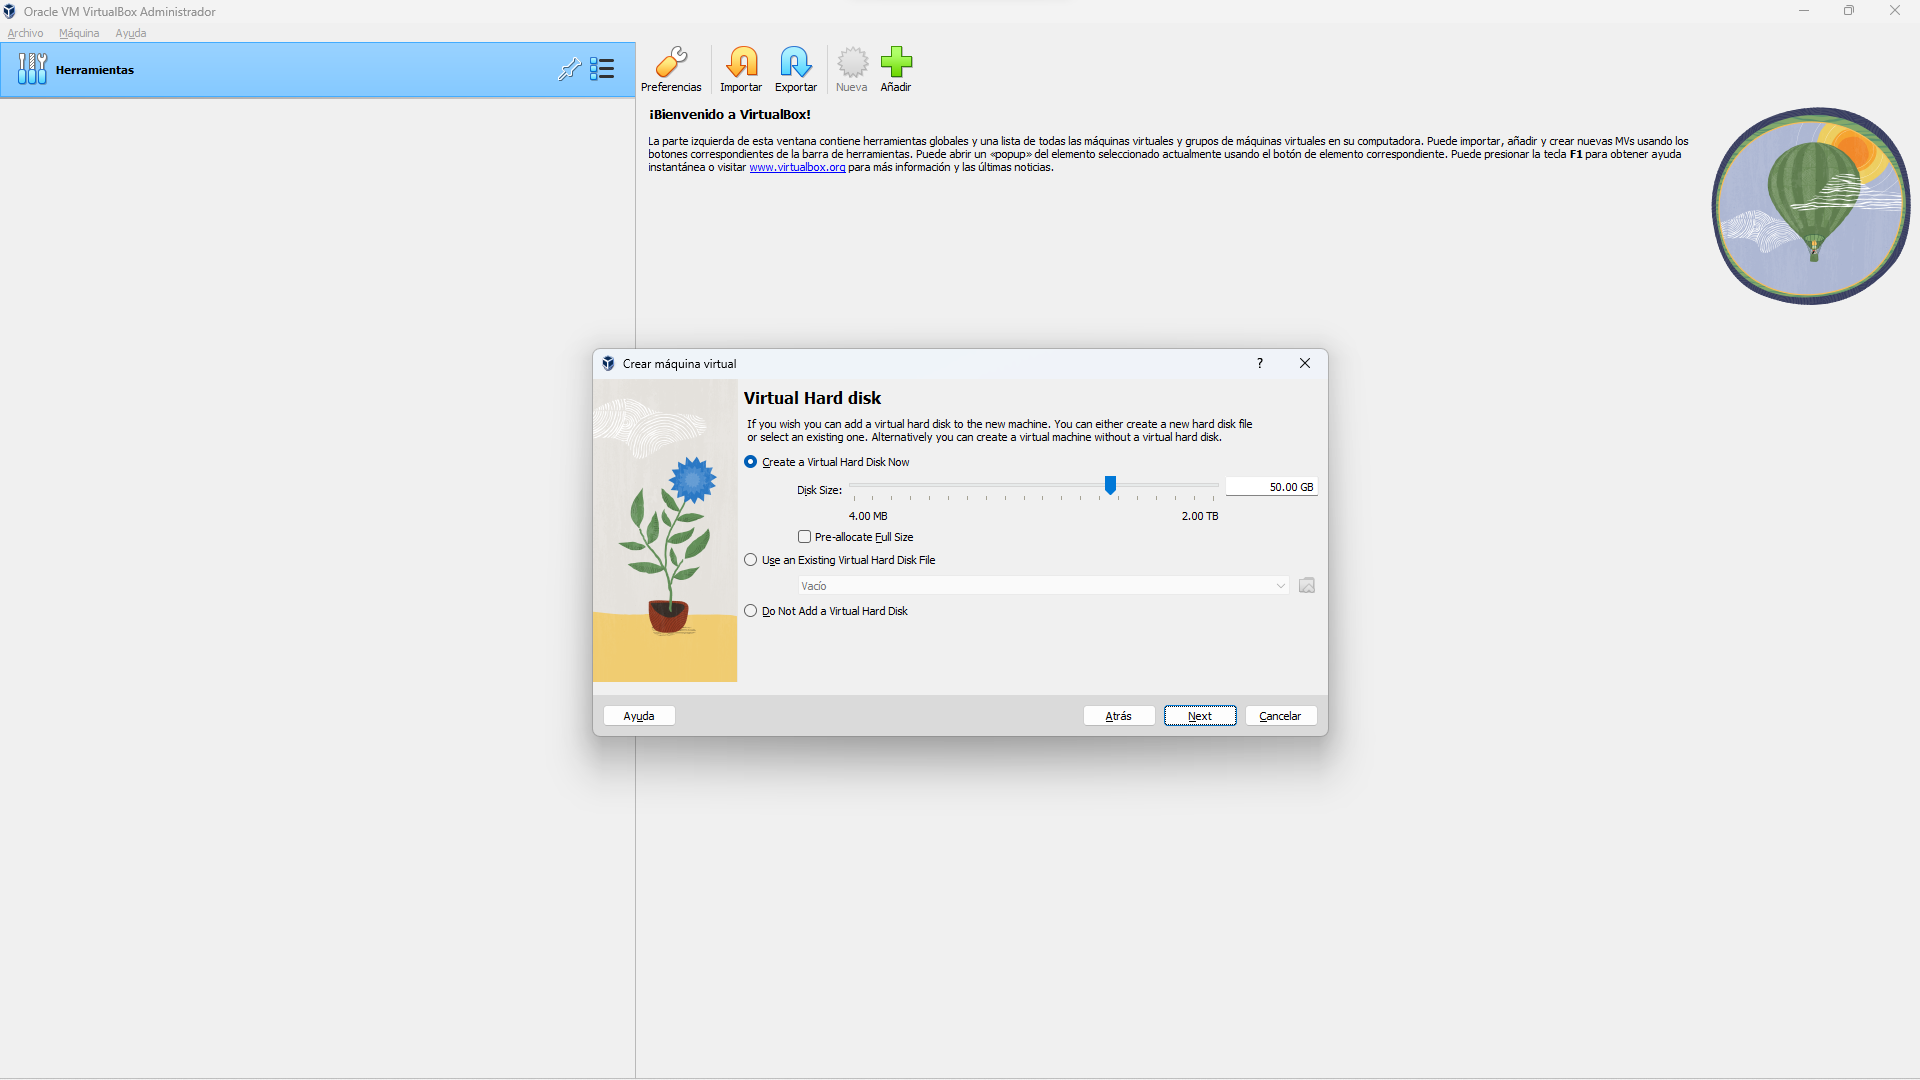 Oracle VM VirtualBox Administrador
Archivo Máquina Ayuda
Herramientas
Preferencias Importar Exportar Nueva Añadir
¡Bienvenido a VirtualBox!
La parte izquierda de esta ventana contiene herramientas globales y una lista de todas las máquinas virtuales y grupos de máquinas virtuales en su computadora. Puede importar, añadir y crear nuevas MVs usando los
botones correspondientes de la barra de herramientas. Puede abrir un «popup» del elemento seleccionado actualmente usando el botón de elemento correspondiente. Puede presionar la tecla F1 para obtener ayuda
instantánea o visitar www.virtualbox.org para más información y las últimas noticias.
Crear máquina virtual
?
Virtual Hard disk
If you wish you can add a virtual hard disk to the new machine. You can either create a new hard disk file
or select an existing one. Alternatively you can create a virtual machine without a virtual hard disk.
Create a Virtual Hard Disk Now
Disk Size: 50.00 GB
4.00 MB 2.00 TB
Pre-allocate Full Size
Use an Existing Virtual Hard Disk File
Vacío
Do Not Add a Virtual Hard Disk
Ayuda Atrás Next Cancelar